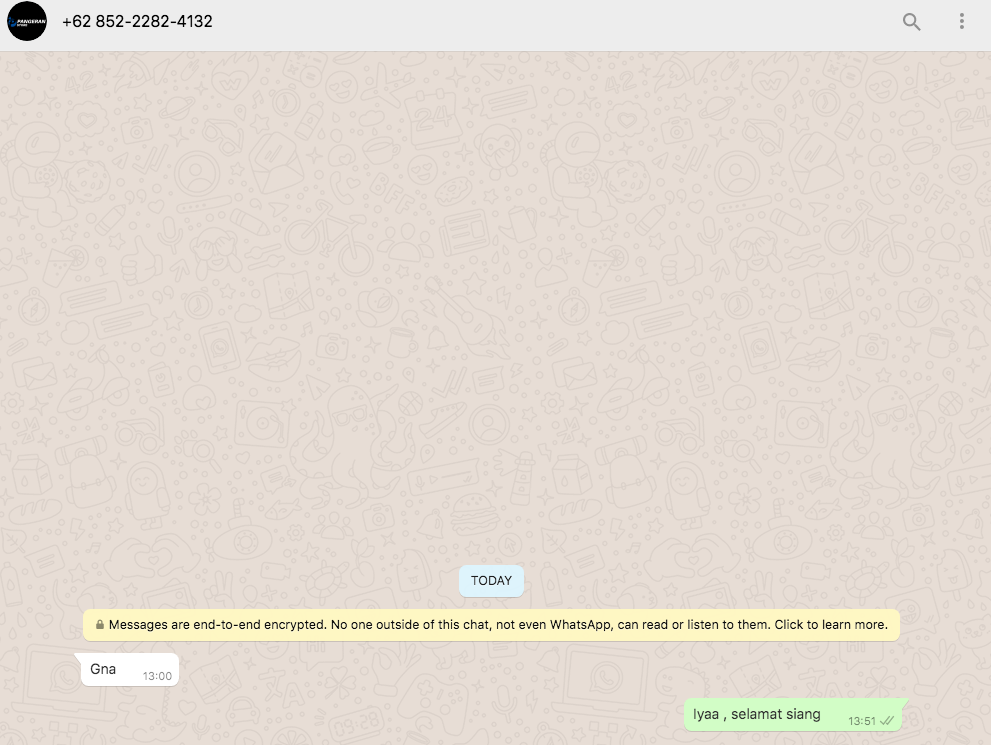 PANGERAN
+62 852-2282-4132
TODAY
Messages are end-to-end encrypted. No one outside of this chat, not even WhatsApp, can read or listen to them. Click to learn more.
Gna
13:00
Iyaa , selamat siang
13:51